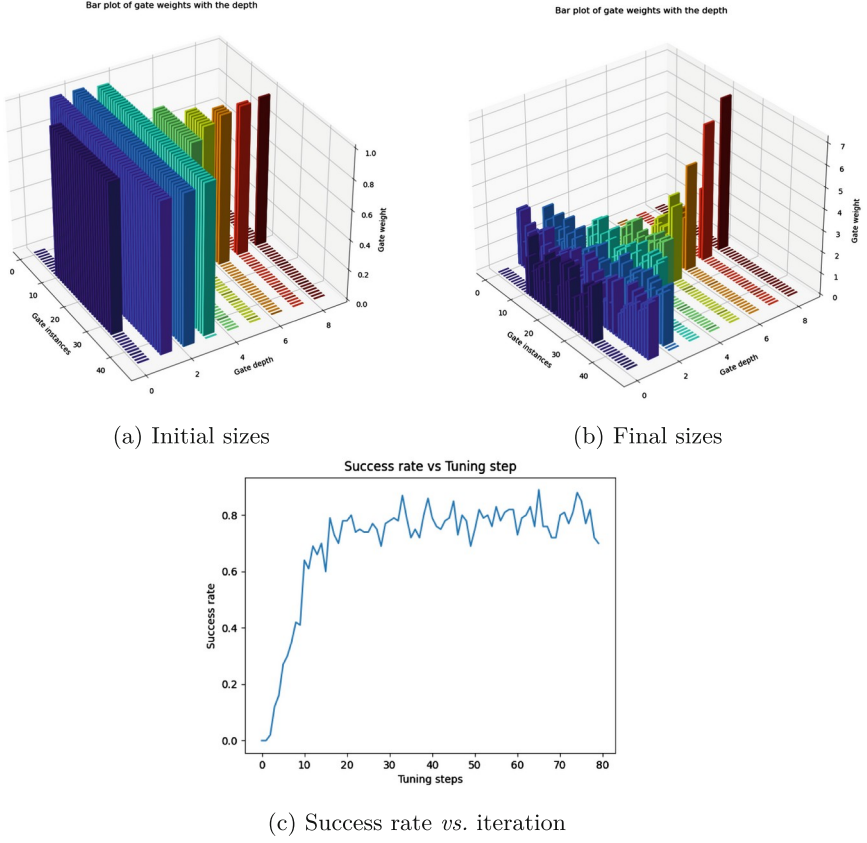 Bar plot of gate weights with the depth
Bar plot of gate weights with the depth
1.0
0.8
0.6
0.4
0.2
0.0
Gate weight
0
10
20
30
40
Gate instances
0
2
4
6
8
Gate depth
7
6
5
4
3
2
1
0
Gate weight
0
10
20
30
40
Gate instances
0
2
4
6
8
Gate depth
(a) Initial sizes
(b) Final sizes
Success rate vs Tuning step
0.8
0.6
0.4
0.2
0.0
Success rate
0 10 20 30 40 50 60 70 80
Tuning steps
(c) Success rate vs. iteration